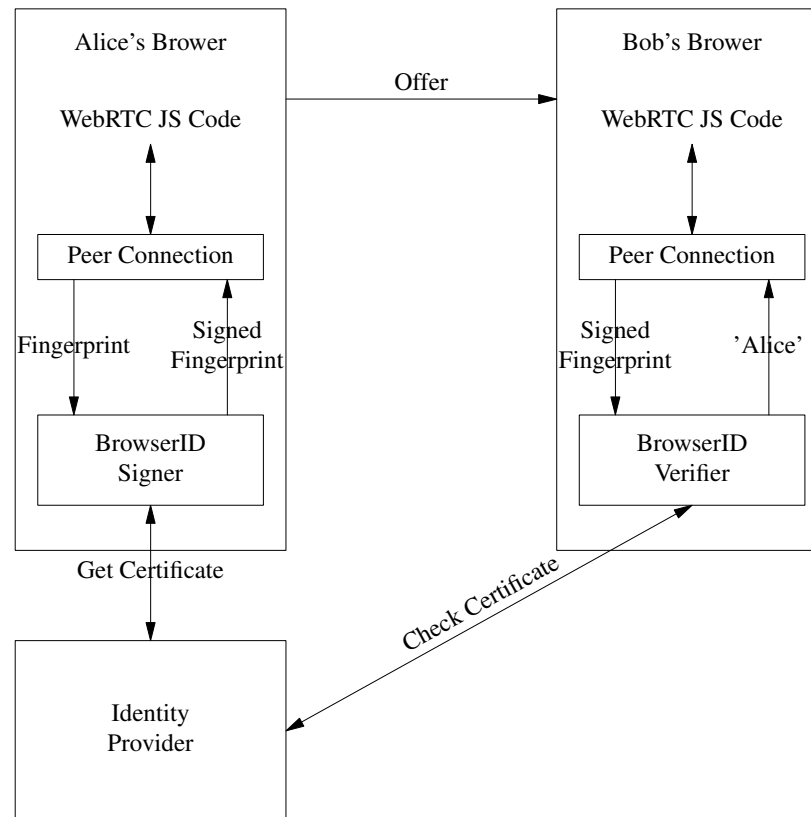 Alice's Brower
Bob's Brower
Offer
WebRTC JS Code
WebRTC JS Code
Peer Connection
Peer Connection
Fingerprint
Signed
Fingerprint
Signed
Fingerprint
'Alice'
BrowserID
Signer
BrowserID
Verifier
Get Certificate
Check Certificate
Identity
Provider